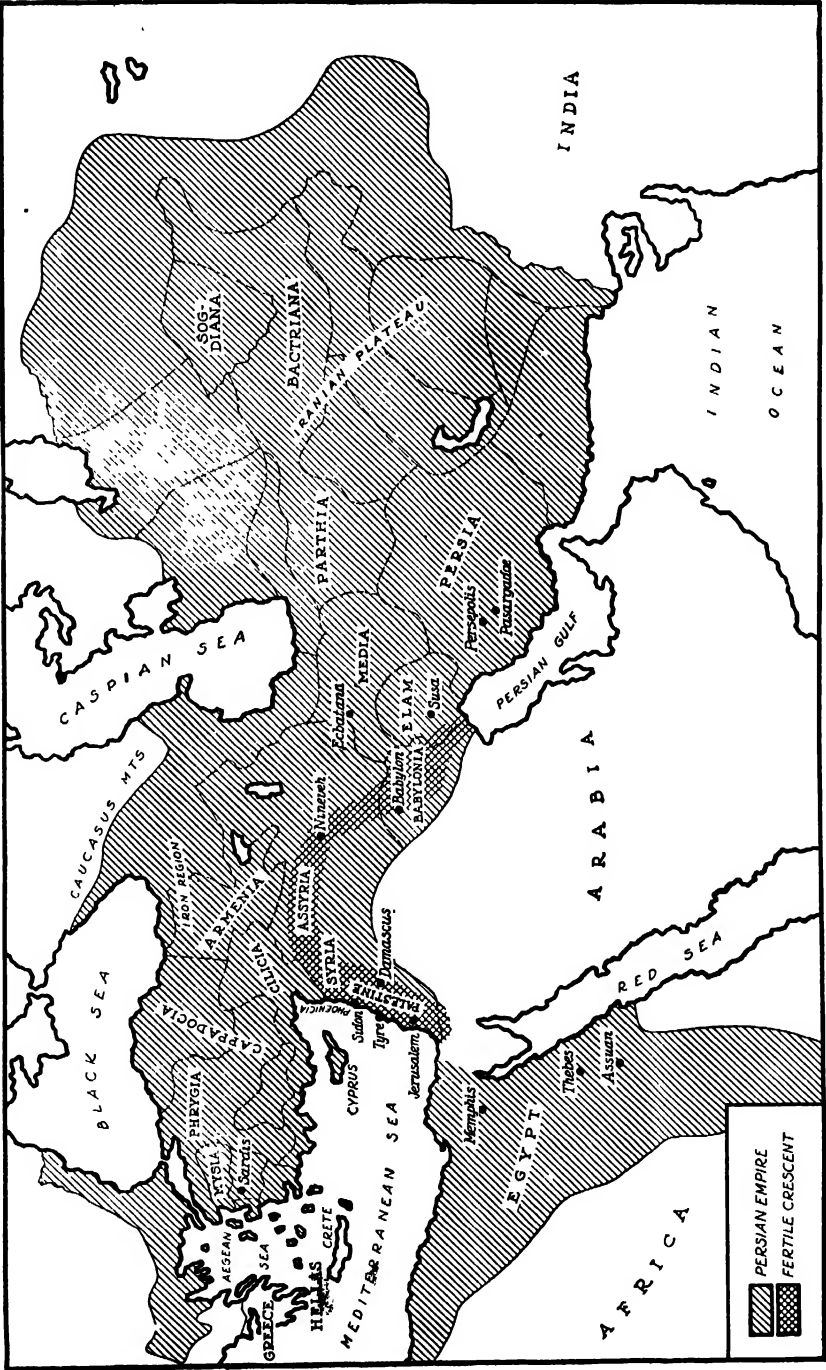 BLACK SEA
CAUCASUS MTS
CASPIAN SEA
IRON REGION
ARMENIA
CAPPADOCIA
PHRYGIA
MYSIA
Sardis
CILICIA
AEGEAN
SEA
GREECE
HELLAS
CRETE
CYPRUS
MEDITERRANEAN SEA
PHOENICIA
Sidon
Tyre
Jerusalem
PALESTINE
Damascus
SYRIA
ASSYRIA
Nineveh
Babylon
BABYLONIA
Ecbatana
MEDIA
ELAM
Susa
PARTHIA
SOG-
DIANA
BACTRIANA
IRANIAN PLATEAU
PERSIA
Persepolis
Pasargadae
PERSIAN GULF
INDIA
INDIAN
OCEAN
ARABIA
RED SEA
Memphis
EGYPT
Thebes
Assuan
AFRICA
PERSIAN EMPIRE
FERTILE CRESCENT